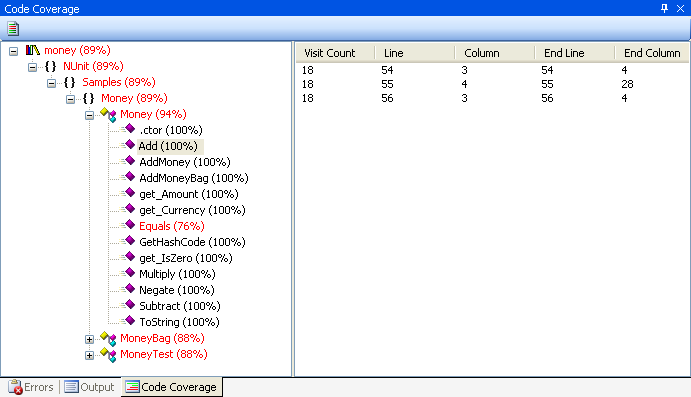 Code Coverage
money (89%)
NUnit (89%)
Samples (89%)
Money (89%)
Money (94%)
.ctor (100%)
Add (100%)
AddMoney (100%)
AddMoneyBag (100%)
get_Amount (100%)
get_Currency (100%)
Equals (76%)
GetHashCode (100%)
get_IsZero (100%)
Multiply (100%)
Negate (100%)
Subtract (100%)
ToString (100%)
MoneyBag (88%)
MoneyTest (88%)
Visit Count Line Column End Line End Column
18 54 3 54 4
18 55 4 55 28
18 56 3 56 4
Errors Output Code Coverage